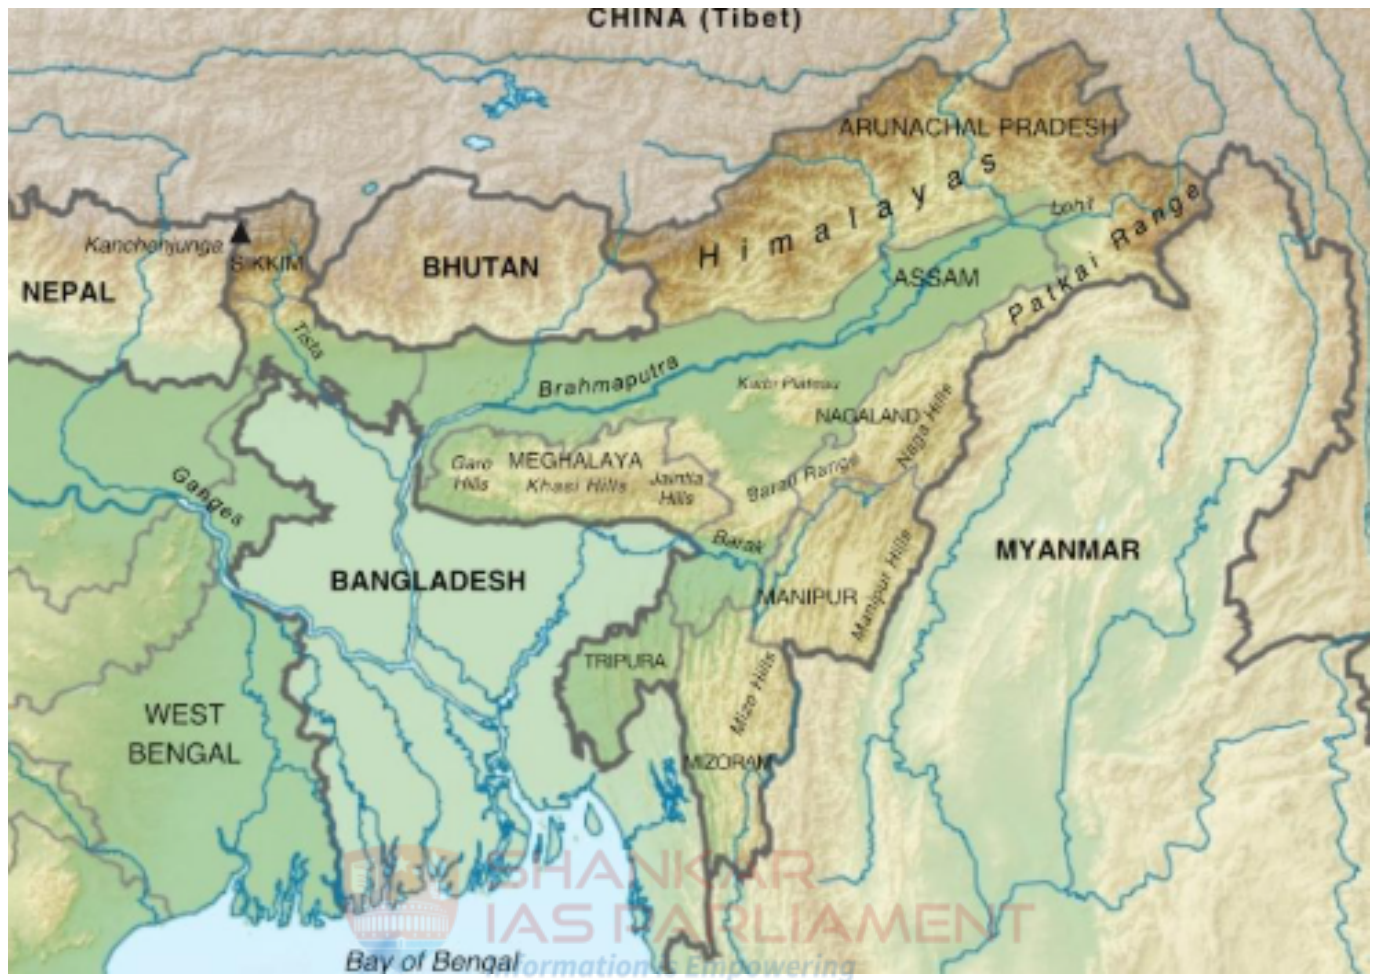 CHINA (Tibet)
ARUNACHAL PRADESH
Himalayas
Lohit
Patkai Range
Kanchenjunga
SIKKIM
NEPAL
BHUTAN
ASSAM
Tista
Brahmaputra
Karbi Plateau
NAGALAND
Naga Hills
Garo
Hills
MEGHALAYA
Khasi Hills
Jaintia
Hills
Barail Range
Ganges
Barak
MYANMAR
BANGLADESH
MANIPUR
Manipur Hills
TRIPURA
Mizo Hills
WEST
BENGAL
MIZORAM
SHANKAR
IAS PARLIAMENT
Information is Empowering
Bay of Bengal